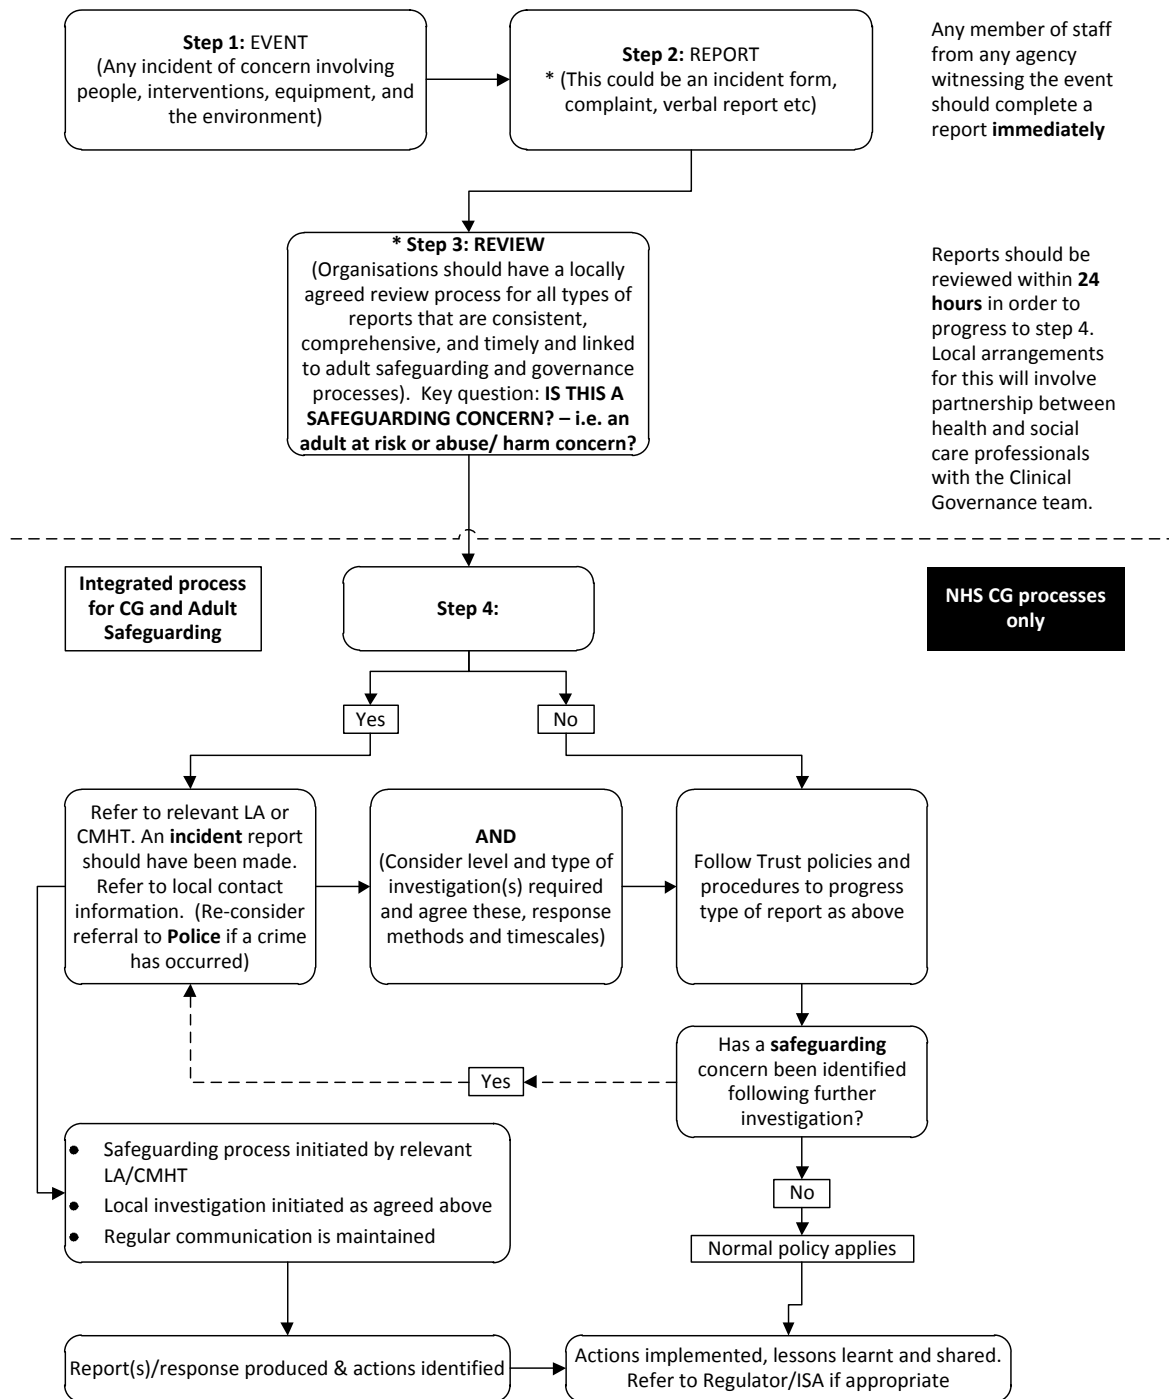 Step 1: EVENT
(Any incident of concern involving
people, interventions, equipment, and
the environment)
Step 2: REPORT
* (This could be an incident form,
complaint, verbal report etc)
Any member of staff
from any agency
witnessing the event
should complete a
report immediately
* Step 3: REVIEW
(Organisations should have a locally
agreed review process for all types of
reports that are consistent,
comprehensive, and timely and linked
to adult safeguarding and governance
processes).  Key question: IS THIS A
SAFEGUARDING CONCERN? – i.e. an
adult at risk or abuse/ harm concern?
Reports should be
reviewed within 24
hours in order to
progress to step 4.
Local arrangements
for this will involve
partnership between
health and social
care professionals
with the Clinical
Governance team.
Integrated process
for CG and Adult
Safeguarding
Step 4:
NHS CG processes
only
Yes
No
Refer to relevant LA or
CMHT. An incident report
should have been made.
Refer to local contact
information.  (Re-consider
referral to Police if a crime
has occurred)
AND
(Consider level and type of
investigation(s) required
and agree these, response
methods and timescales)
Follow Trust policies and
procedures to progress
type of report as above
Has a safeguarding
concern been identified
following further
investigation?
Yes
No
Normal policy applies
• Safeguarding process initiated by relevant
LA/CMHT
• Local investigation initiated as agreed above
• Regular communication is maintained
Report(s)/response produced & actions identified
Actions implemented, lessons learnt and shared.
Refer to Regulator/ISA if appropriate